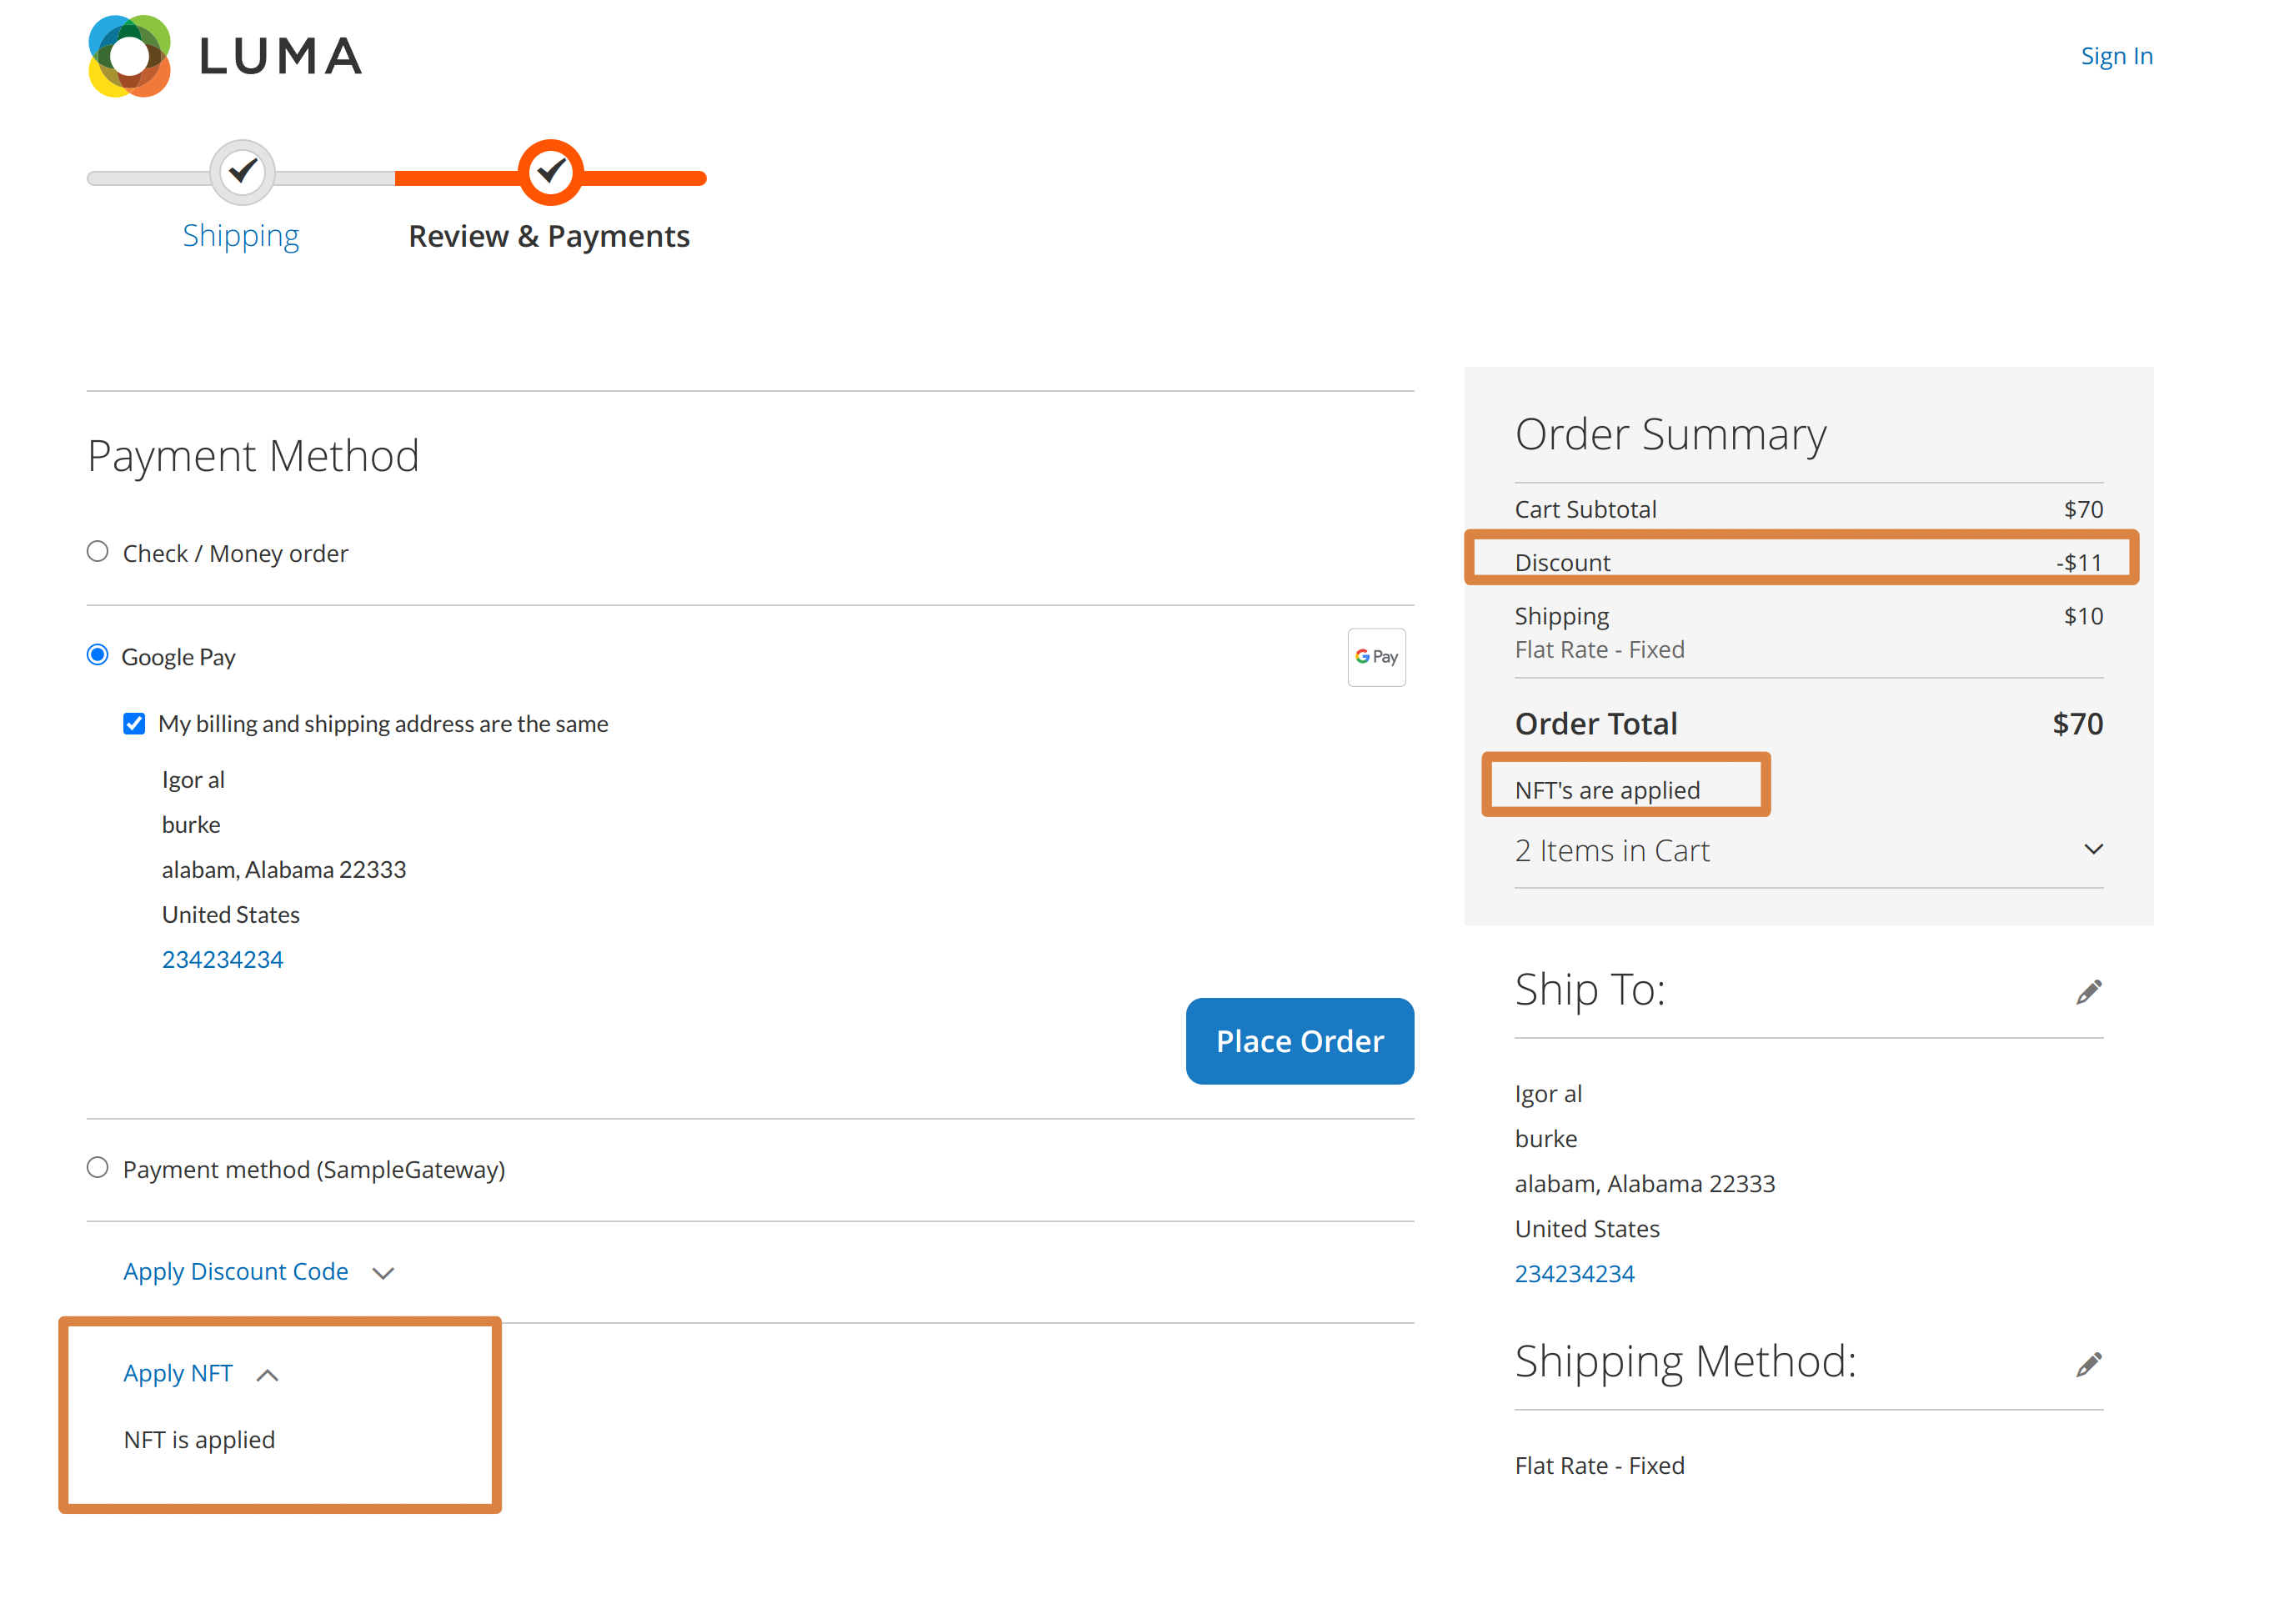 LUMA
Sign In
Shipping
Review & Payments
Payment Method
Check / Money order
Google Pay
G Pay
My billing and shipping address are the same
Igor al
burke
alabam, Alabama 22333
United States
234234234
Place Order
Payment method (SampleGateway)
Apply Discount Code
Apply NFT
NFT is applied
Order Summary
Cart Subtotal $70
Discount -$11
Shipping $10
Flat Rate - Fixed
Order Total $70
NFT's are applied
2 Items in Cart
Ship To:
Igor al
burke
alabam, Alabama 22333
United States
234234234
Shipping Method:
Flat Rate - Fixed